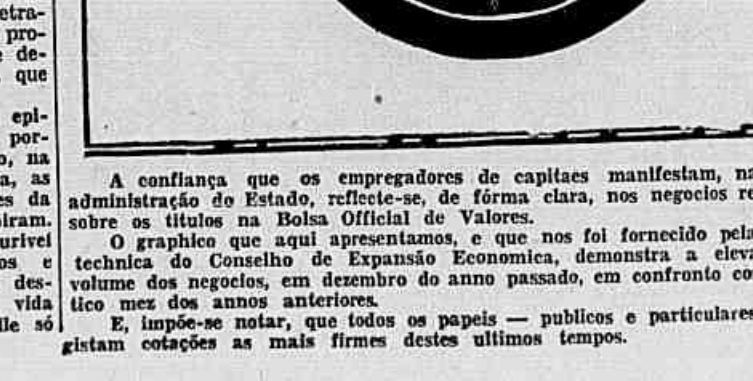 etra-
pro-
de-
que
epi-
por-
na
as
da
iram.
urivel
e
des-
vida
só
A confiança que os empregadores de capitaes manifestam, na
administração do Estado, reflecte-se, de fórma clara, nos negocios re
sobre os titulos na Bolsa Official de Valores.
O graphico que aqui apresentamos, e que nos foi fornecido pela
technica do Conselho de Expansão Economica, demonstra a eleva
volume dos negocios, em dezembro do anno passado, em confronto co
tico mez dos annos anteriores.
E, impõe-se notar, que todos os papeis — publicos e particulares
gistam cotações as mais firmes destes ultimos tempos.